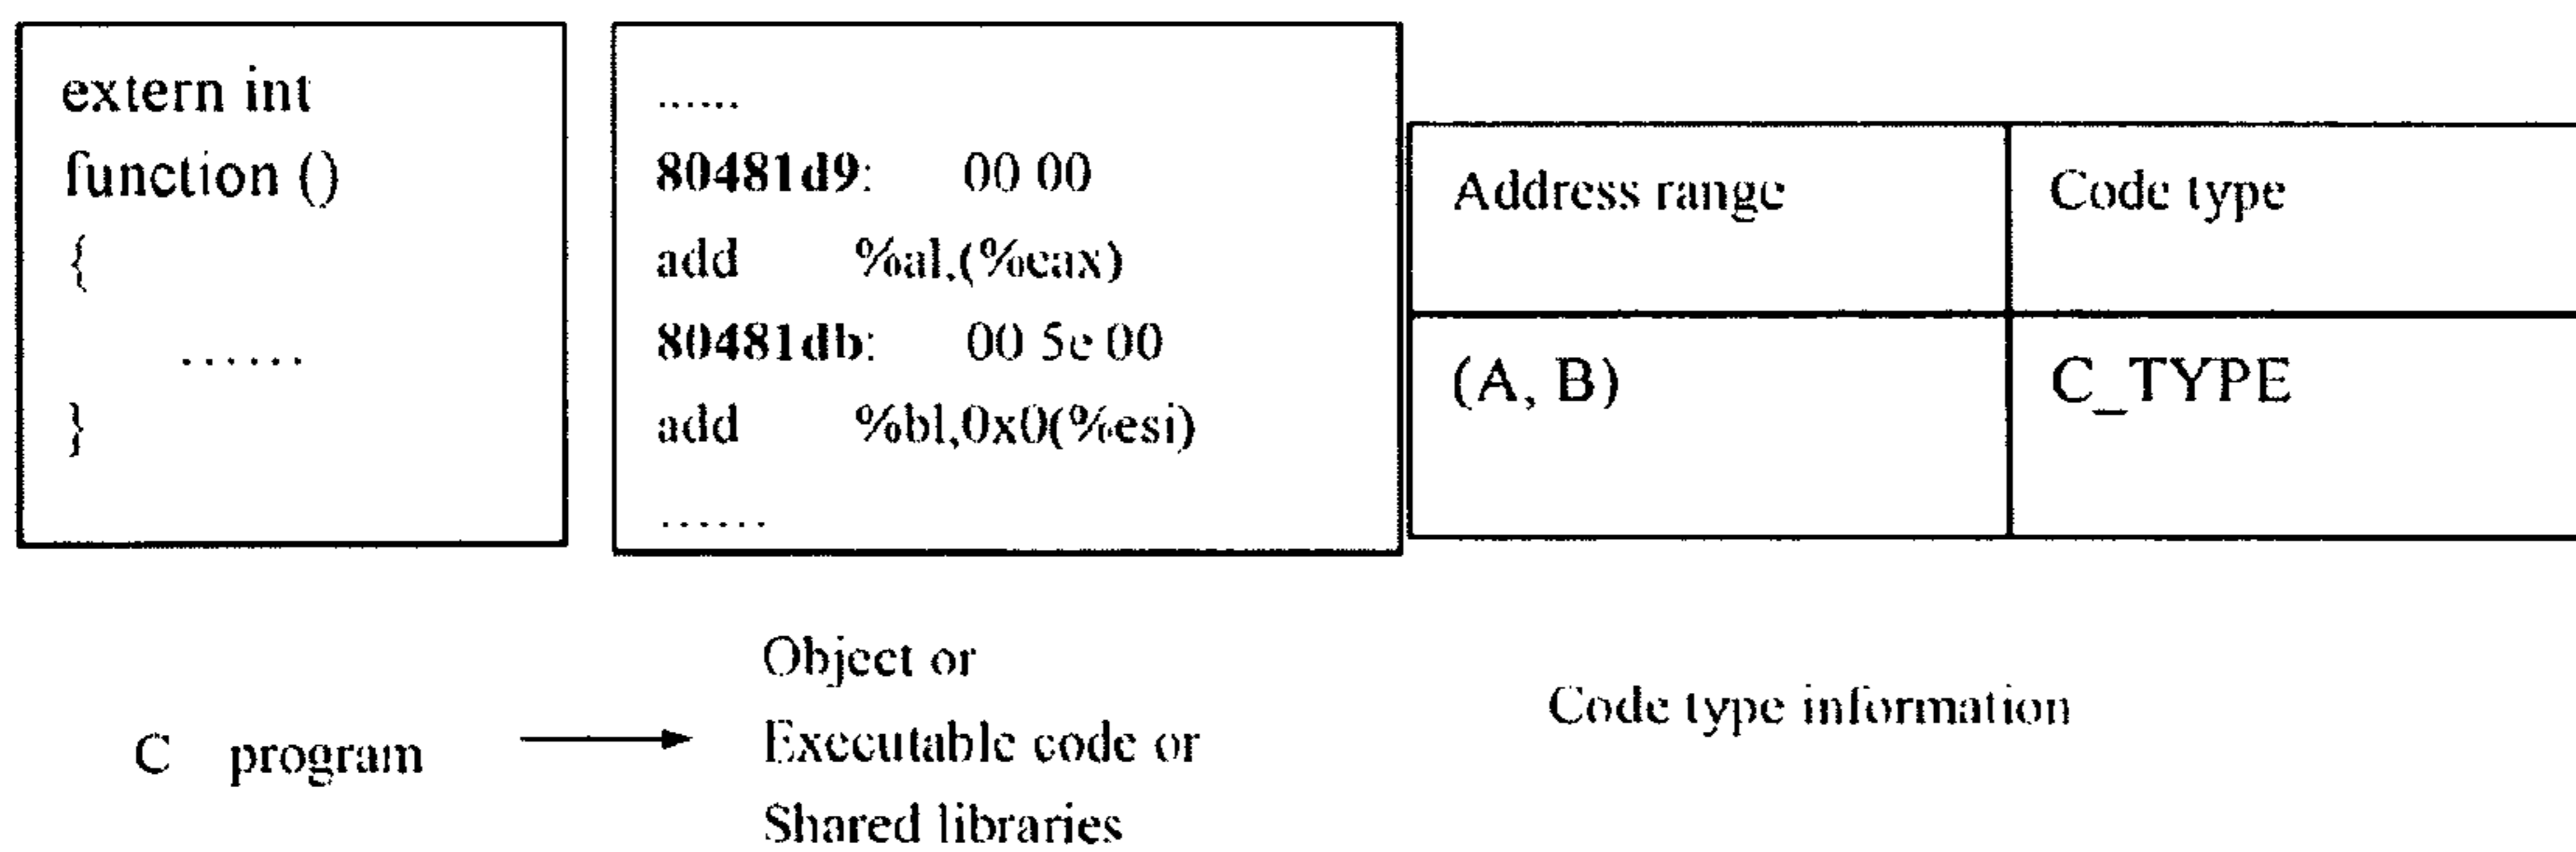 extern int
function ()
{
......
}
......
80481d9: 00 00
add %al,(%eax)
80481db: 00 5e 00
add %bl,0x0(%esi)
......
Address range Code type
(A, B) C_TYPE
C program
Object or
Executable code or
Shared libraries
Code type information